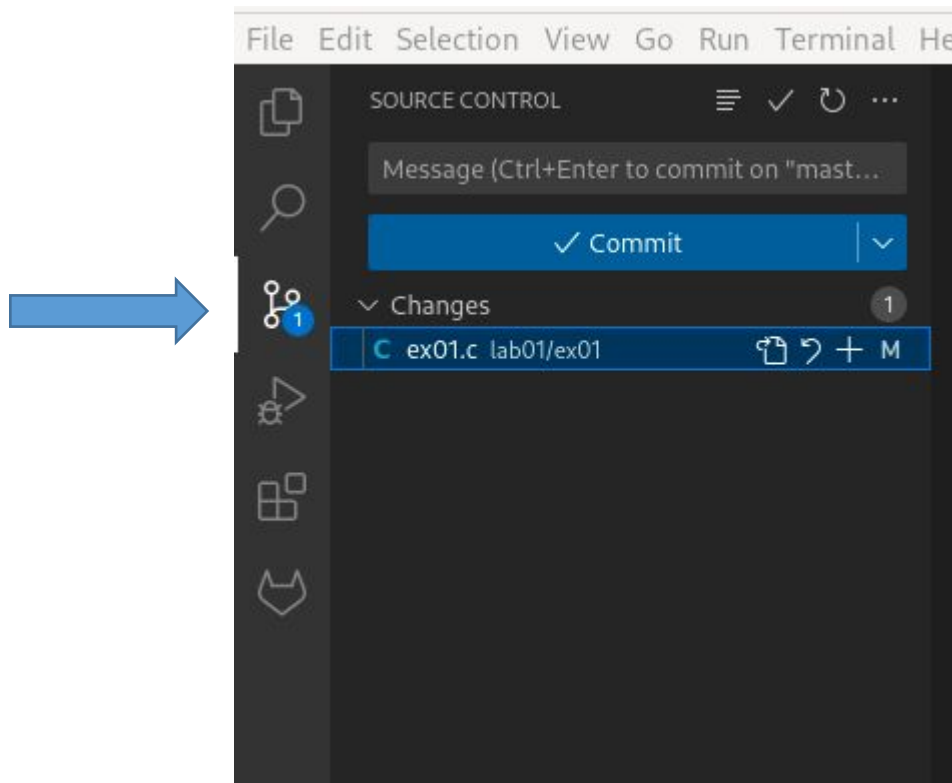 File Edit Selection View Go Run Terminal He
SOURCE CONTROL
Message (Ctrl+Enter to commit on "mast...
Commit
1
Changes 1
C ex01.c lab01/ex01 M